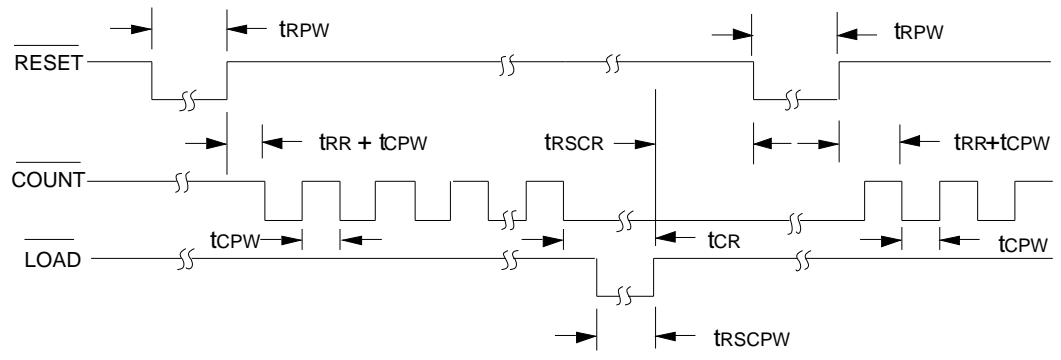 tRPW
tRPW
RESET
tRR + tCPW
tRSCR
tRR+tCPW
COUNT
tCPW
tCR
tCPW
LOAD
tRSCPW